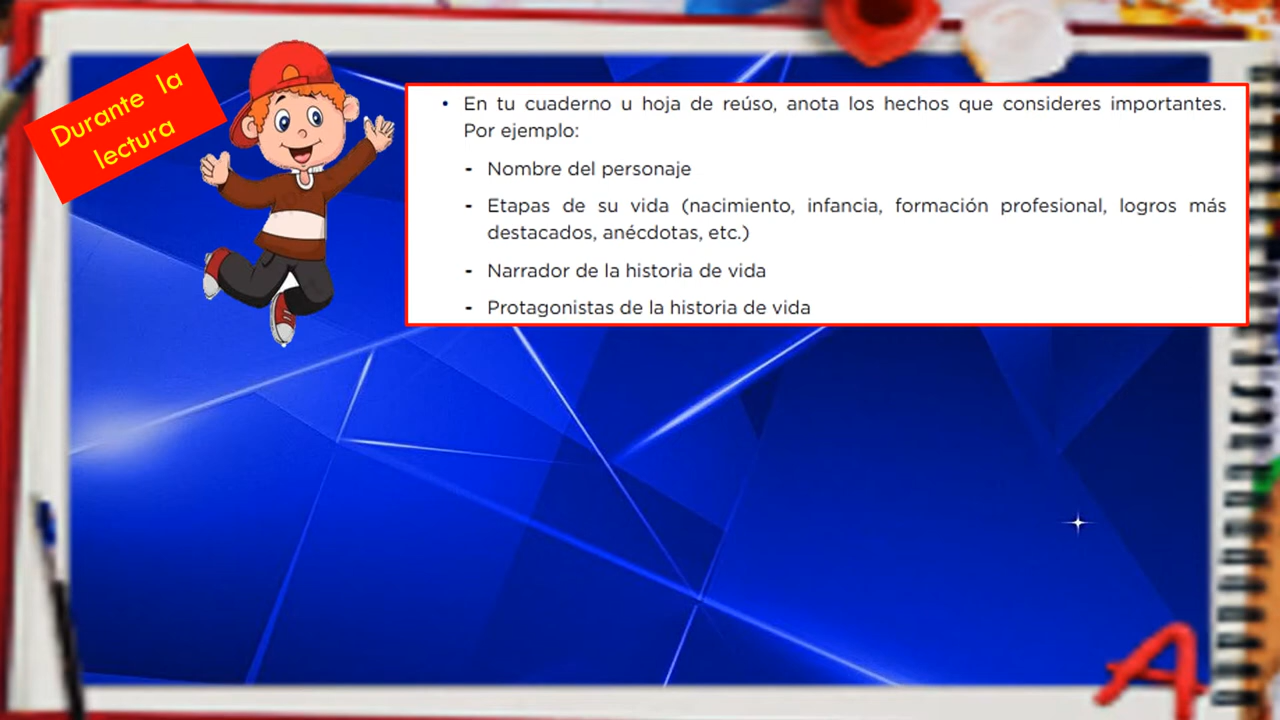 Durante la
lectura
• En tu cuaderno u hoja de reúso, anota los hechos que consideres importantes.
Por ejemplo:
- Nombre del personaje
- Etapas de su vida (nacimiento, infancia, formación profesional, logros más
destacados, anécdotas, etc.)
- Narrador de la historia de vida
- Protagonistas de la historia de vida